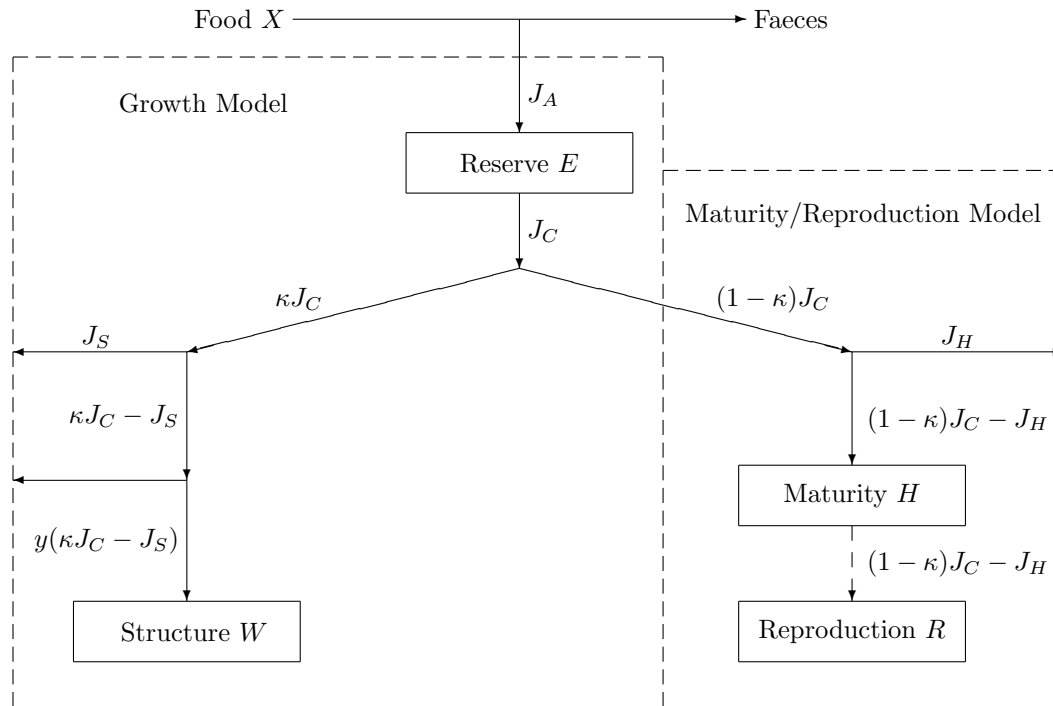 Food X
Faeces
Growth Model
J_A
Reserve E
J_C
Maturity/Reproduction Model
κJ_C
(1 − κ)J_C
J_S
J_H
κJ_C − J_S
(1 − κ)J_C − J_H
Maturity H
y(κJ_C − J_S)
(1 − κ)J_C − J_H
Structure W
Reproduction R